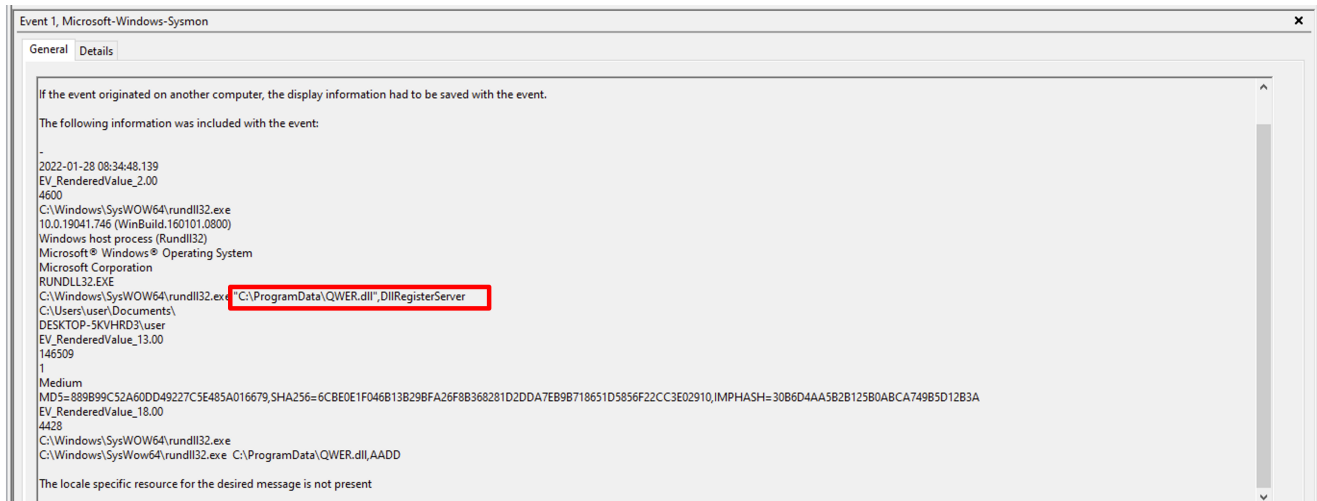 Event 1, Microsoft-Windows-Sysmon
General Details
If the event originated on another computer, the display information had to be saved with the event.
The following information was included with the event:
-
2022-01-28 08:34:48.139
EV_RenderedValue_2.00
4600
C:\Windows\SysWOW64\rundll32.exe
10.0.19041.746 (WinBuild.160101.0800)
Windows host process (Rundll32)
Microsoft® Windows® Operating System
Microsoft Corporation
RUNDLL32.EXE
C:\Windows\SysWOW64\rundll32.exe "C:\ProgramData\QWER.dll",DllRegisterServer
C:\Users\user\Documents\
DESKTOP-5KVHRD3\user
EV_RenderedValue_13.00
146509
1
Medium
MD5=889B99C52A60DD49227C5E485A016679,SHA256=6CBE0E1F046B13B29BFA26F8B368281D2DDA7EB9B718651D5856F22CC3E02910,IMPHASH=30B6D4AA5B2B125B0ABCA749B5D12B3A
EV_RenderedValue_18.00
4428
C:\Windows\SysWOW64\rundll32.exe
C:\Windows\SysWow64\rundll32.exe  C:\ProgramData\QWER.dll,AADD
The locale specific resource for the desired message is not present